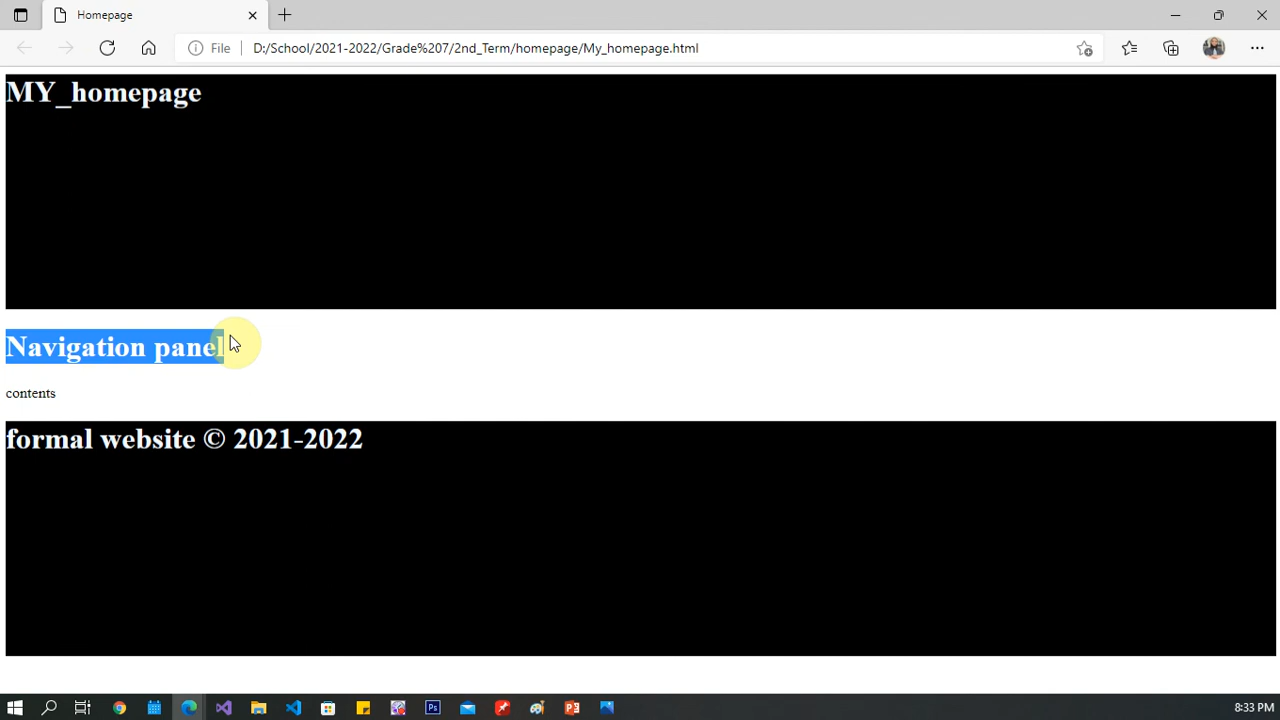 Homepage
File
D:/School/2021-2022/Grade%207/2nd_Term/homepage/My_homepage.html
MY_homepage
Navigation panel
contents
formal website © 2021-2022
Ps
8:33 PM